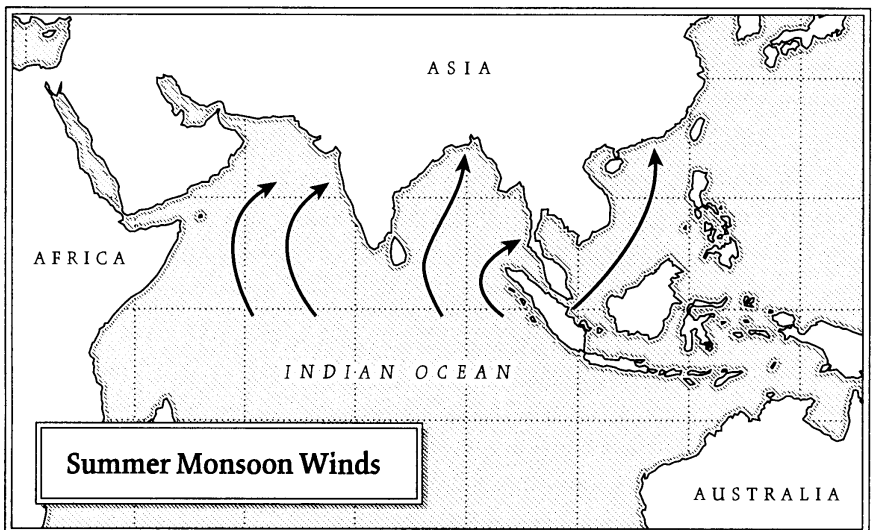 ASIA
AFRICA
INDIAN OCEAN
Summer Monsoon Winds
AUSTRALIA